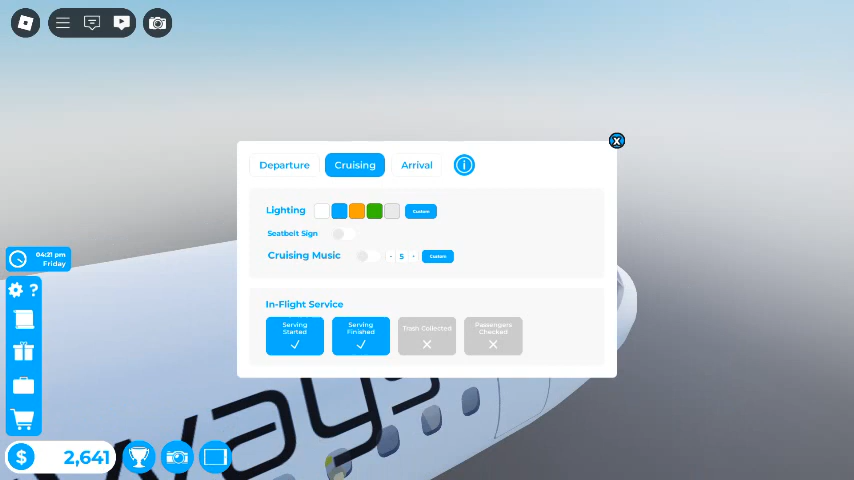 Departure
Cruising
Arrival
i
X
Lighting
Custom
Seatbelt Sign
Cruising Music
- 5 +
Custom
In-Flight Service
Serving
Started
Serving
Finished
Trash Collected
Passengers
Checked
04:21 pm
Friday
?
$ 2,641
ways